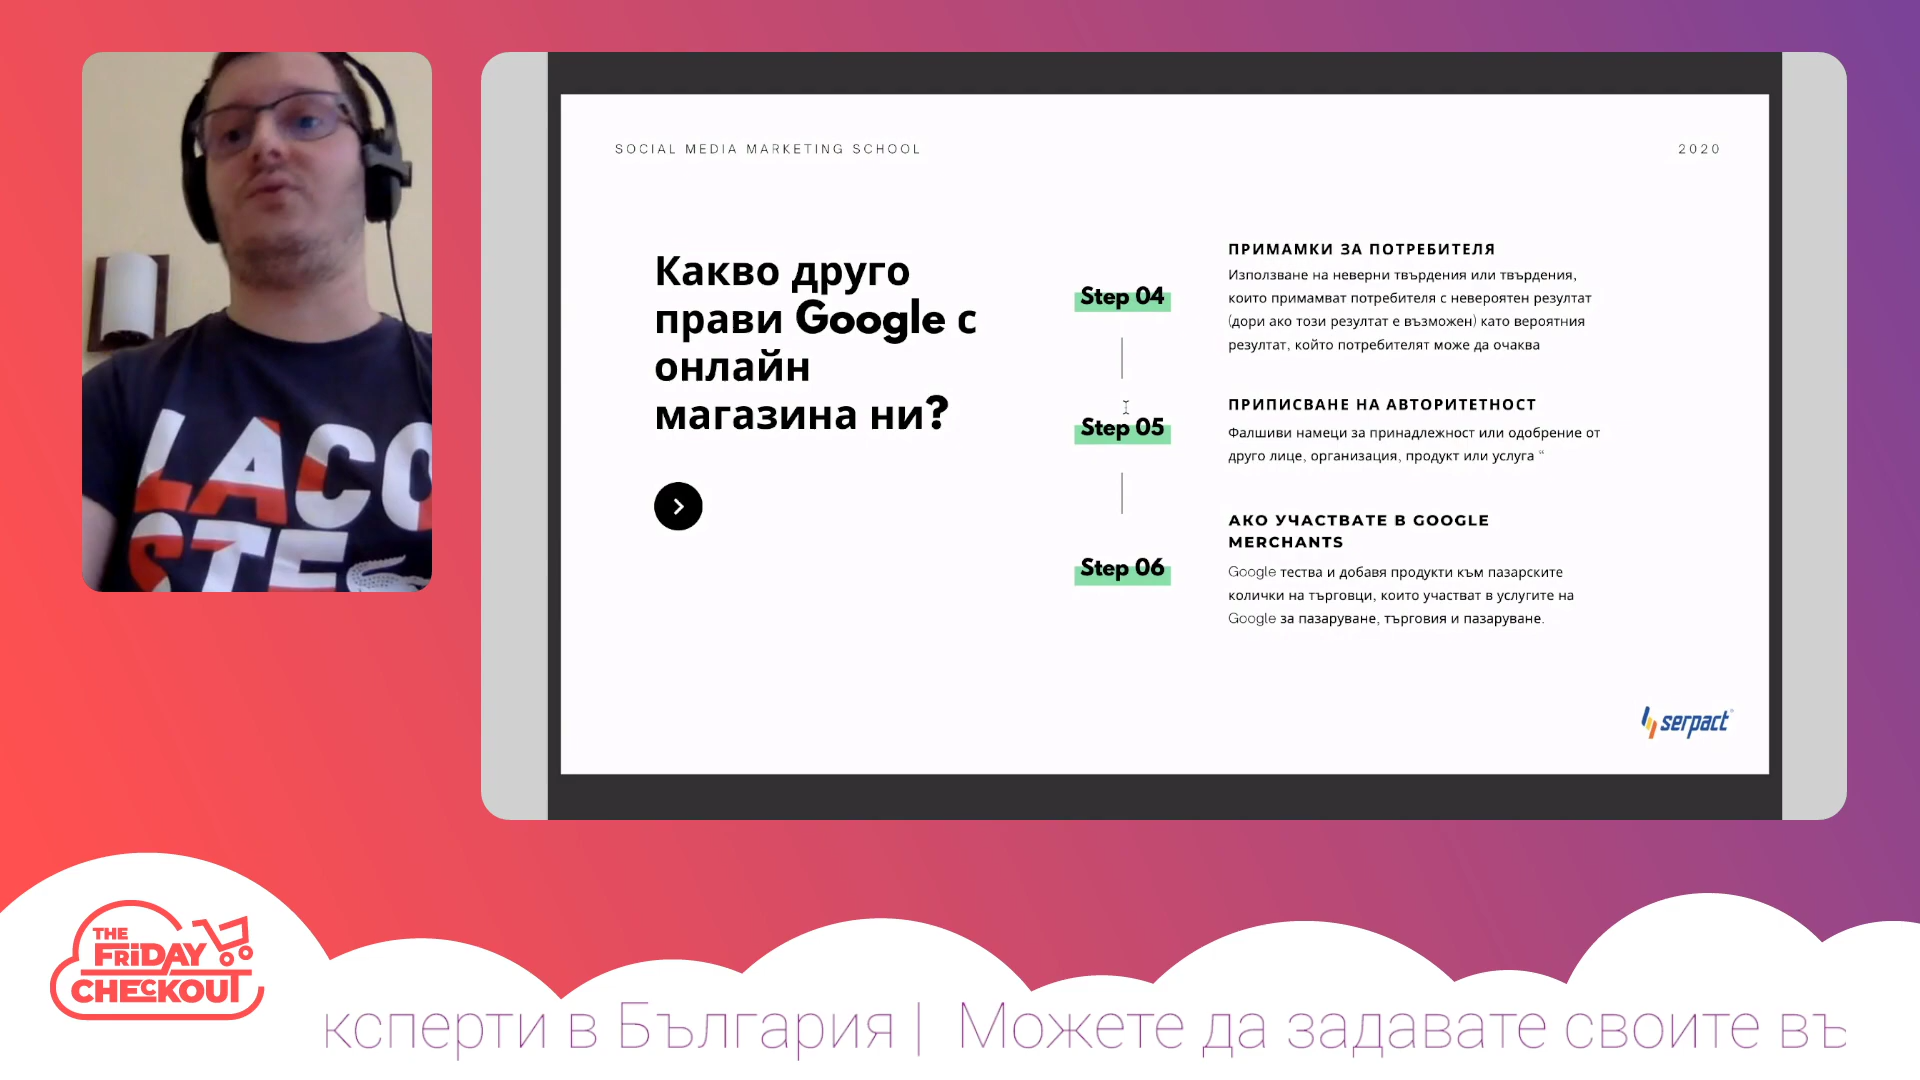 SOCIAL MEDIA MARKETING SCHOOL
2020
Какво друго
прави Google с
онлайн
магазина ни?
Step 04
ПРИМАМКИ ЗА ПОТРЕБИТЕЛЯ
Използване на неверни твърдения или твърдения,
които примамват потребителя с невероятен резултат
(дори ако този резултат е възможен) като вероятния
резултат, който потребителят може да очаква
Step 05
ПРИПИСВАНЕ НА АВТОРИТЕТНОСТ
Фалшиви намеци за принадлежност или одобрение от
друго лице, организация, продукт или услуга “
Step 06
АКО УЧАСТВАТЕ В GOOGLE
MERCHANTS
Google тества и добавя продукти към пазарските
колички на търговци, които участват в услугите на
Google за пазаруване, търговия и пазаруване.
serpact
LACO
STE
THE
FRiDAY
CHECKOUT
ксперти в България | Можете да задавате своите въ